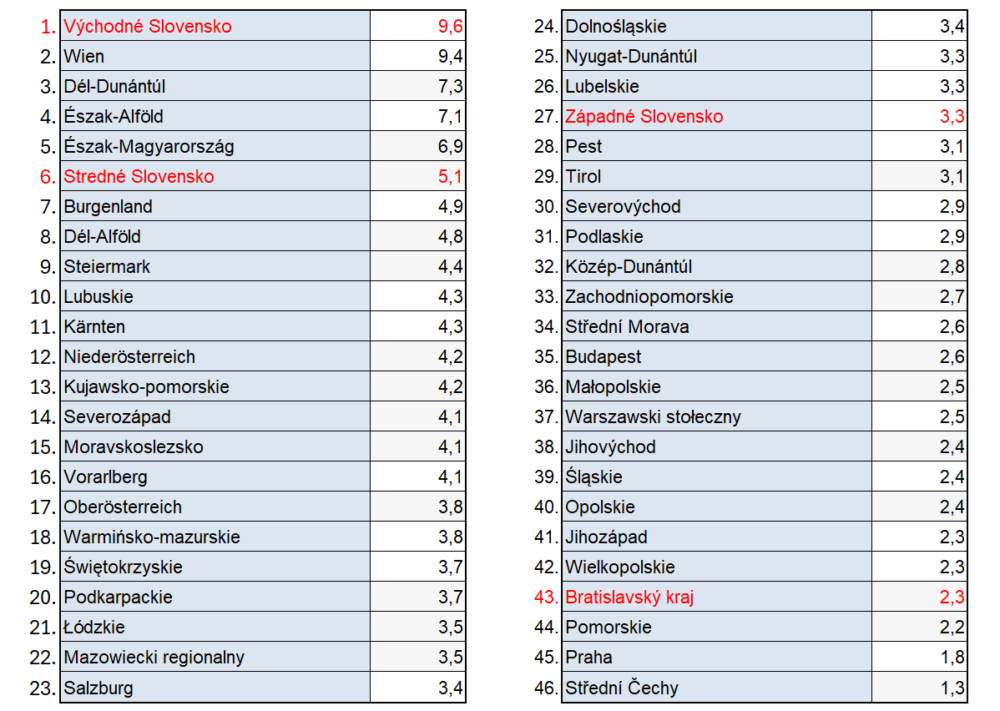 1. Východné Slovensko 9,6
2. Wien 9,4
3. Dél-Dunántúl 7,3
4. Észak-Alföld 7,1
5. Észak-Magyarország 6,9
6. Stredné Slovensko 5,1
7. Burgenland 4,9
8. Dél-Alföld 4,8
9. Steiermark 4,4
10. Lubuskie 4,3
11. Kärnten 4,3
12. Niederösterreich 4,2
13. Kujawsko-pomorskie 4,2
14. Severozápad 4,1
15. Moravskoslezsko 4,1
16. Vorarlberg 4,1
17. Oberösterreich 3,8
18. Warmińsko-mazurskie 3,8
19. Świętokrzyskie 3,7
20. Podkarpackie 3,7
21. Łódzkie 3,5
22. Mazowiecki regionalny 3,5
23. Salzburg 3,4
24. Dolnośląskie 3,4
25. Nyugat-Dunántúl 3,3
26. Lubelskie 3,3
27. Západné Slovensko 3,3
28. Pest 3,1
29. Tirol 3,1
30. Severovýchod 2,9
31. Podlaskie 2,9
32. Közép-Dunántúl 2,8
33. Zachodniopomorskie 2,7
34. Střední Morava 2,6
35. Budapest 2,6
36. Małopolskie 2,5
37. Warszawski stołeczny 2,5
38. Jihovýchod 2,4
39. Śląskie 2,4
40. Opolskie 2,4
41. Jihozápad 2,3
42. Wielkopolskie 2,3
43. Bratislavský kraj 2,3
44. Pomorskie 2,2
45. Praha 1,8
46. Střední Čechy 1,3